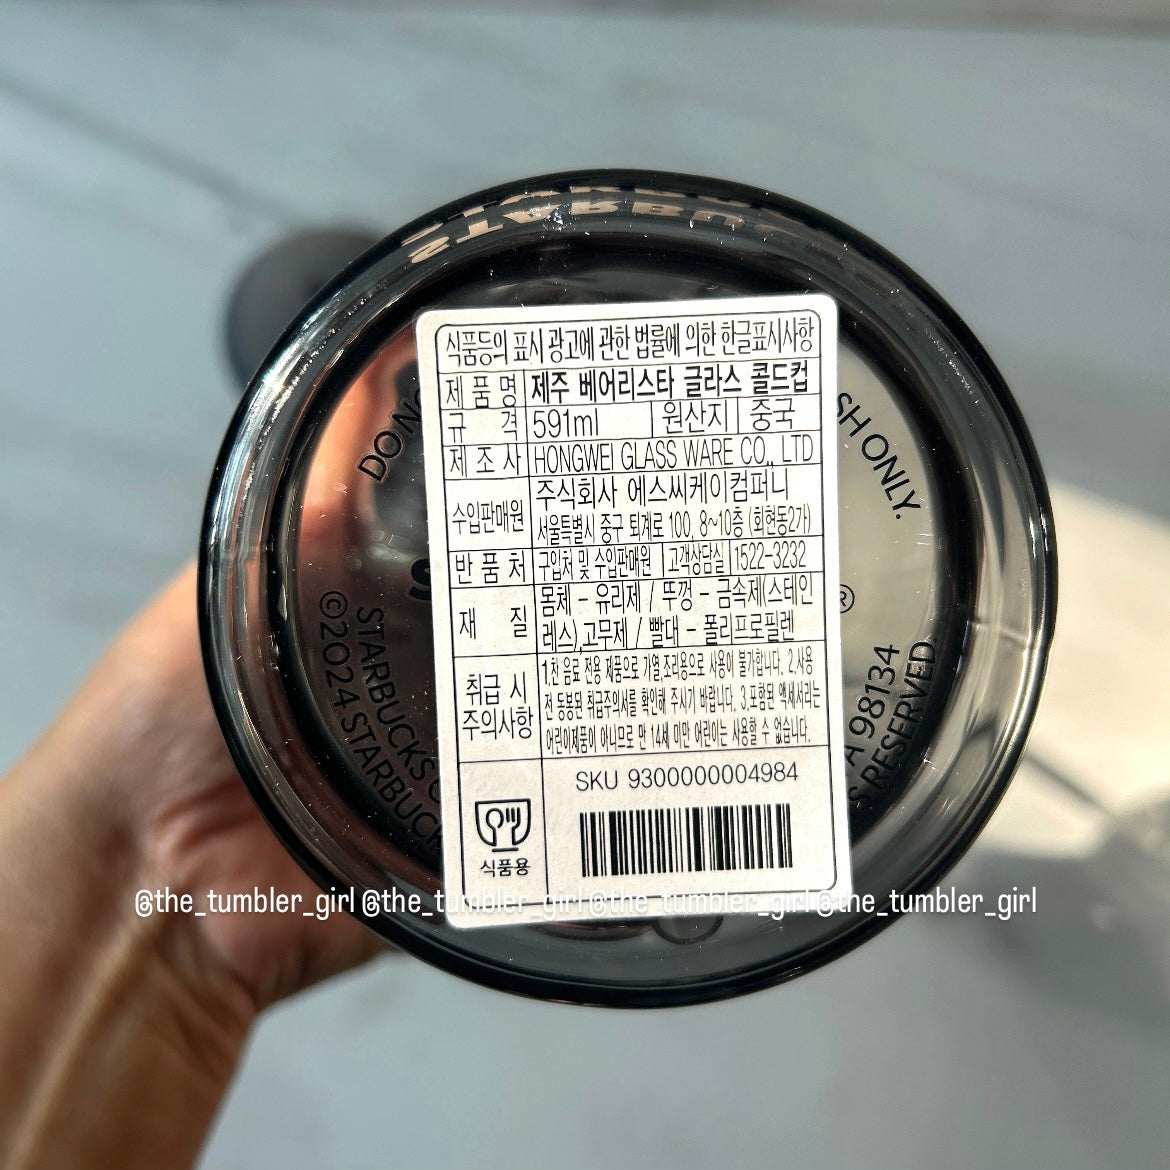 STARBU
식품등의 표시 광고에 관한 법률에 의한 한글표시사항
제품명 제주 베어리스타 글라스 콜드컵
규격 591ml 원산지 중국
제조사 HONGWEI GLASS WARE CO., LTD
수입판매원 주식회사 에스씨케이컴퍼니
서울특별시 중구 퇴계로 100, 8~10층 (회현동2가)
반품처 구입처 및 수입판매원 고객상담실 1522-3232
재질 몸체 - 유리제 / 뚜껑 - 금속제(스테인
레스),고무제 / 빨대 - 폴리프로필렌
취급 시 주의사항
1.찬 음료 전용 제품으로 가열,조리용으로 사용이 불가합니다. 2.사용
전 동봉된 취급주의서를 확인해 주시기 바랍니다. 3.포함된 액세서리는
어린이제품이 아니므로 만 14세 미만 어린이는 사용할 수 없습니다.
SKU 9300000004984
식품용
DO NO
SH ONLY.
®
STARBUCKS
©2024 STARBUCK
A 98134
S RESERVED.
@the_tumbler_girl @the_tumbler_girl @the_tumbler_girl @the_tumbler_girl